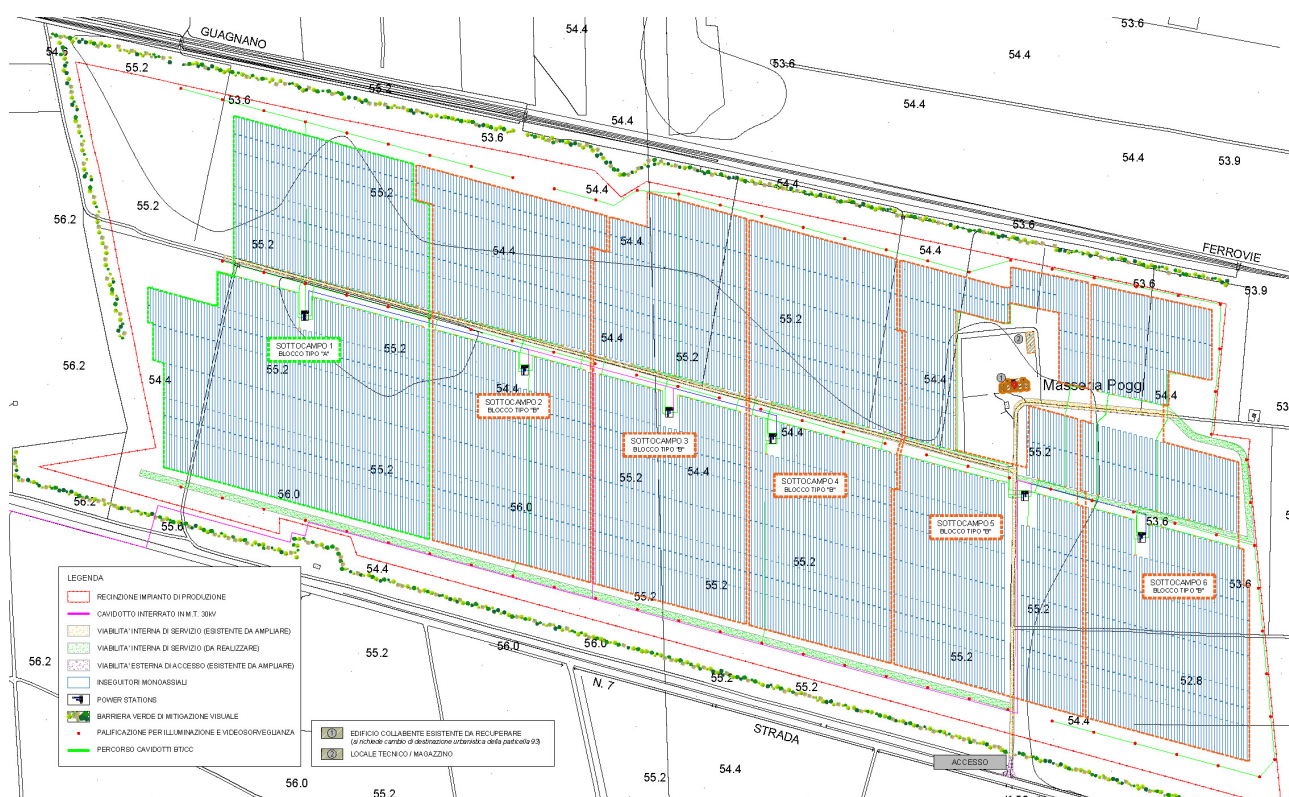 GUAGNANO
54.4
53.6
54.4
53.6
54.4
54.4
53.9
55.2
55.2
53.6
54.4
53.6
54.4
54.4
54.4
53.6
FERROVIE
53.9
53.6
56.2
55.2
55.2
55.2
54.4
54.4
55.2
54.4
55.2
54.4
55.2
54.4
54.4
56.2
54.4
55.2
55.2
54.4
Masseria Poggi
1
2
SOTTOCAMPO 1
BLOCCO TIPO "A"
SOTTOCAMPO 2
BLOCCO TIPO "B"
SOTTOCAMPO 3
BLOCCO TIPO "B"
SOTTOCAMPO 4
BLOCCO TIPO "B"
SOTTOCAMPO 5
BLOCCO TIPO "B"
SOTTOCAMPO 6
BLOCCO TIPO "B"
55.2
55.2
54.4
55.2
56.0
56.0
53.6
53.6
56.2
55.6
54.4
55.2
55.2
55.2
55.2
55.2
52.8
54.4
56.2
55.2
56.0
56.0
55.2
55.2
N. 7
STRADA
ACCESSO
54.4
55.2
56.0
55.2
LEGENDA
RECINZIONE IMPIANTO DI PRODUZIONE
CAVIDOTTO INTERRATO IN M.T. 30kV
VIABILITA' INTERNA DI SERVIZIO (ESISTENTE DA AMPLIARE)
VIABILITA' INTERNA DI SERVIZIO (DA REALIZZARE)
VIABILITA' ESTERNA DI ACCESSO (ESISTENTE DA AMPLIARE)
INSEGUITORI MONOASSIALI
POWER STATIONS
BARRIERA VERDE DI MITIGAZIONE VISUALE
PALIFICAZIONE PER ILLUMINAZIONE E VIDEOSORVEGLIANZA
PERCORSO CAVIDOTTI BT/CC
1 EDIFICIO COLLABENTE ESISTENTE DA RECUPERARE
(si richiede cambio di destinazione urbanistica della particella 93)
2 LOCALE TECNICO / MAGAZZINO